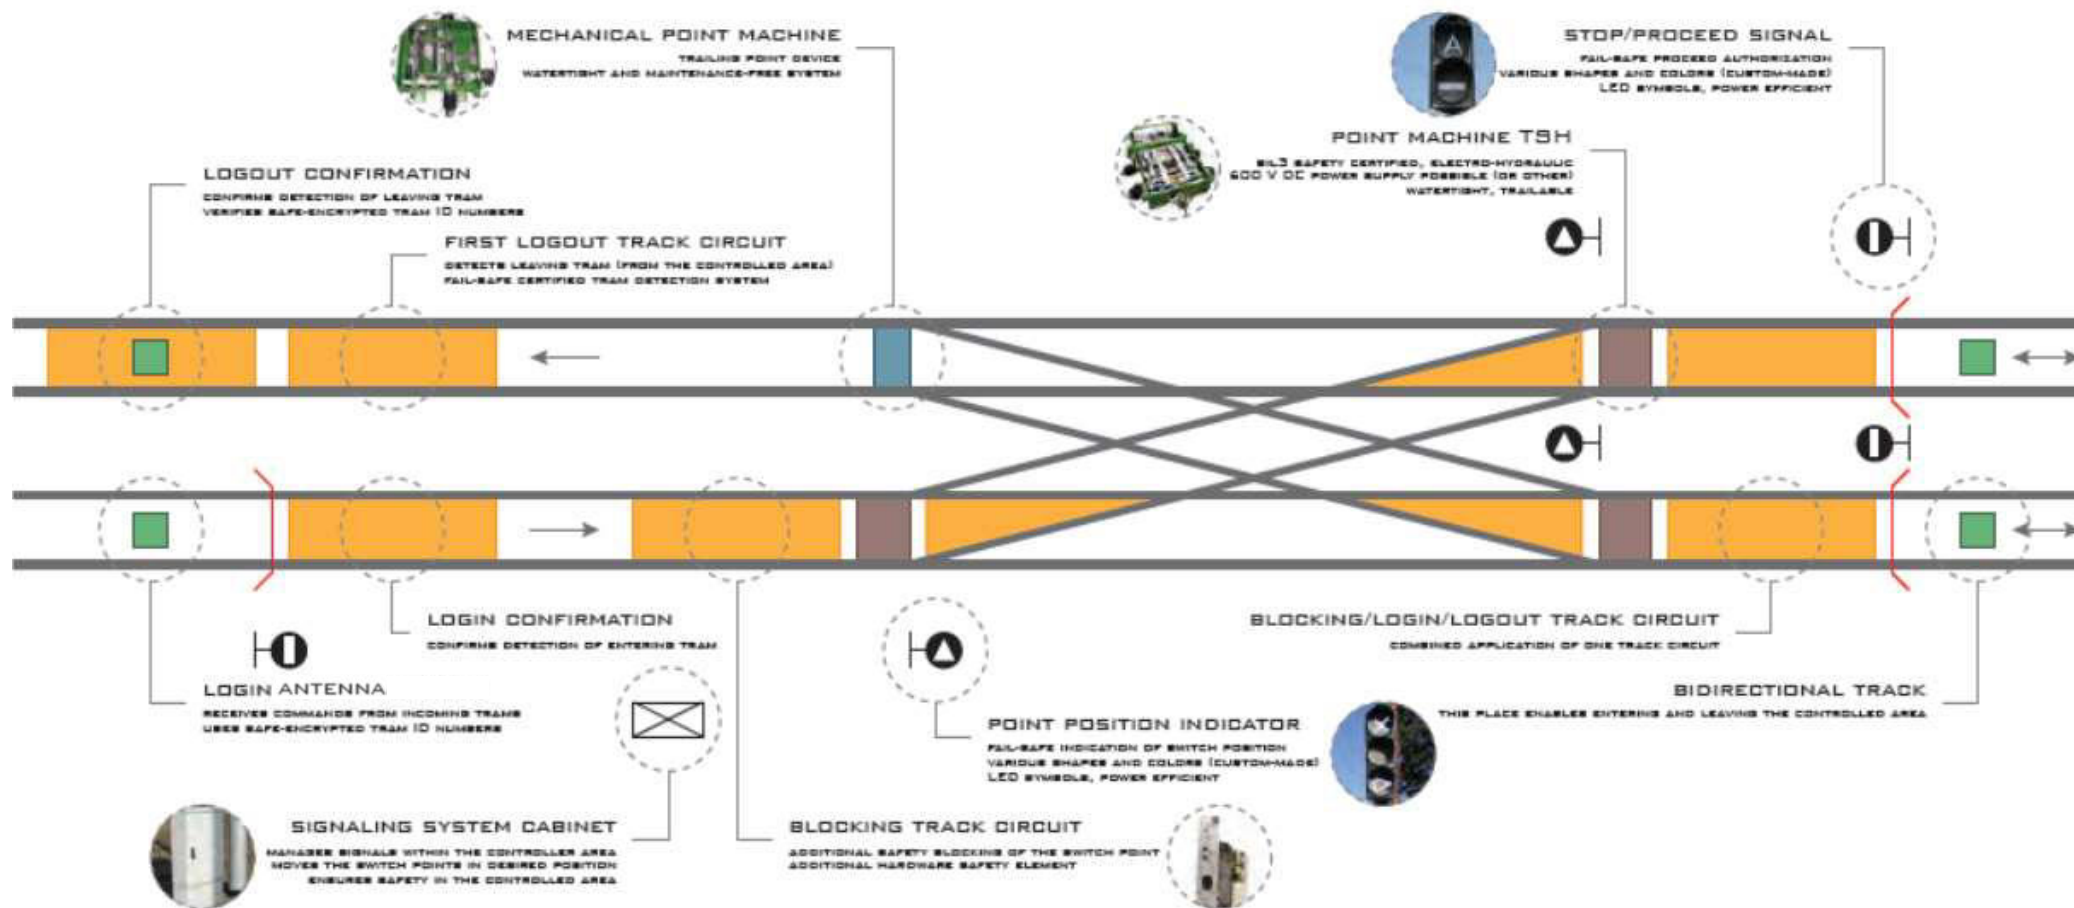 MECHANICAL POINT MACHINE
TRAILING POINT DEVICE
WATERTIGHT AND MAINTENANCE-FREE SYSTEM
STOP/PROCEED SIGNAL
FAIL-SAFE PROCEED AUTHORISATION
VARIOUS SHAPES AND COLORS (CUSTOM-MADE)
LED SYMBOLS, POWER EFFICIENT
POINT MACHINE TSH
SIL3 SAFETY CERTIFIED, ELECTRO-HYDRAULIC
600 V DC POWER SUPPLY POSSIBLE (OR OTHER)
WATERTIGHT, TRAILABLE
LOGOUT CONFIRMATION
CONFIRMS DETECTION OF LEAVING TRAM
VERIFIES SAFE-ENCRYPTED TRAM ID NUMBERS
FIRST LOGOUT TRACK CIRCUIT
DETECTS LEAVING TRAM (FROM THE CONTROLLED AREA)
FAIL-SAFE CERTIFIED TRAM DETECTION SYSTEM
LOGIN CONFIRMATION
CONFIRMS DETECTION OF ENTERING TRAM
BLOCKING/LOGIN/LOGOUT TRACK CIRCUIT
COMBINED APPLICATION OF ONE TRACK CIRCUIT
LOGIN ANTENNA
RECEIVES COMMANDS FROM INCOMING TRAMS
USES SAFE-ENCRYPTED TRAM ID NUMBERS
BIDIRECTIONAL TRACK
THIS PLACE ENABLES ENTERING AND LEAVING THE CONTROLLED AREA
POINT POSITION INDICATOR
FAIL-SAFE INDICATION OF SWITCH POSITION
VARIOUS SHAPES AND COLORS (CUSTOM-MADE)
LED SYMBOLS, POWER EFFICIENT
SIGNALING SYSTEM CABINET
MANAGES SIGNALS WITHIN THE CONTROLLER AREA
MOVES THE SWITCH POINTS IN DESIRED POSITION
ENSURES SAFETY IN THE CONTROLLED AREA
BLOCKING TRACK CIRCUIT
ADDITIONAL SAFETY BLOCKING OF THE SWITCH POINT
ADDITIONAL HARDWARE SAFETY ELEMENT